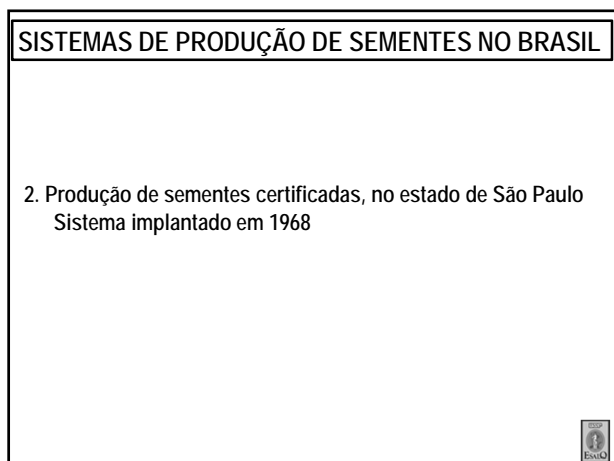 SISTEMAS DE PRODUÇÃO DE SEMENTES NO BRASIL
2. Produção de sementes certificadas, no estado de São Paulo
Sistema implantado em 1968
ESALQ